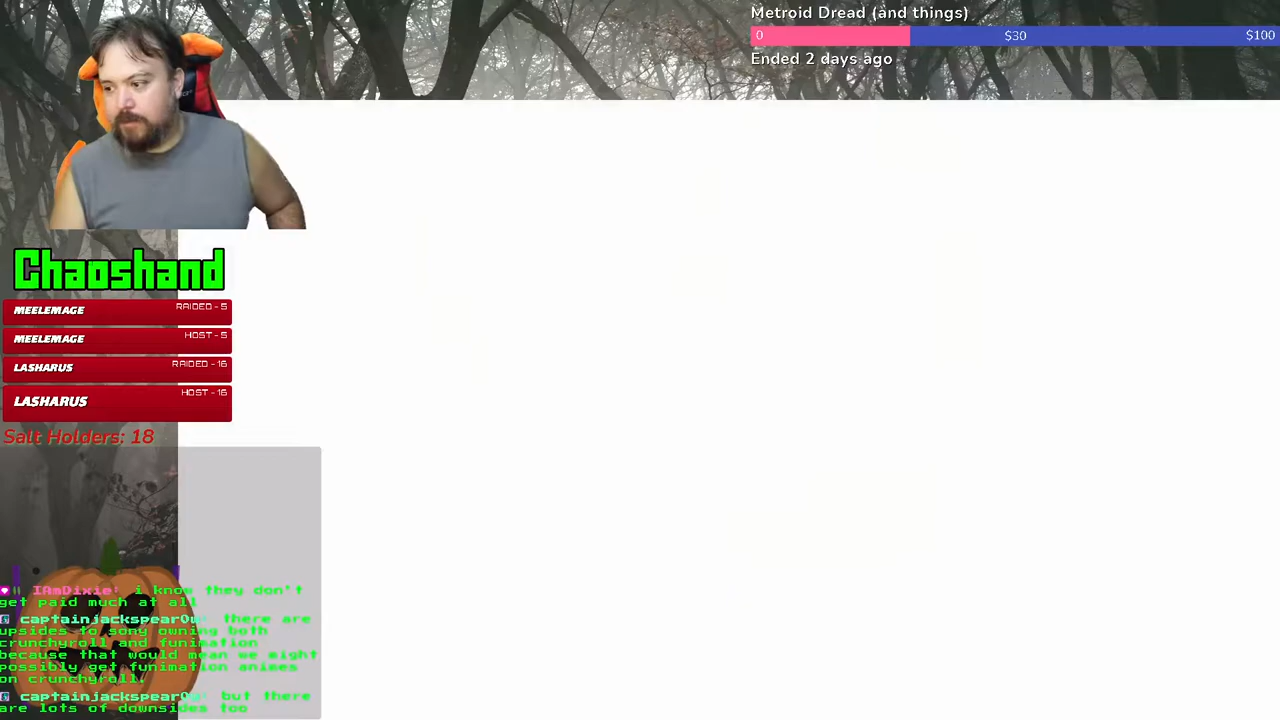 Metroid Dread (and things)
0 $30 $100
Ended 2 days ago
Chaoshand
MEELEMAGE RAIDED - 5
MEELEMAGE HOST - 5
LASHARUS RAIDED - 16
LASHARUS HOST - 16
Salt Holders: 18
IAmDixie: i know they don't
get paid much at all
captainjackspear0w: there are
upsides to sony owning both
crunchyroll and funimation
because that would mean we might
possibly get funimation animes
on crunchyroll.
captainjackspear0w: but there
are lots of downsides too